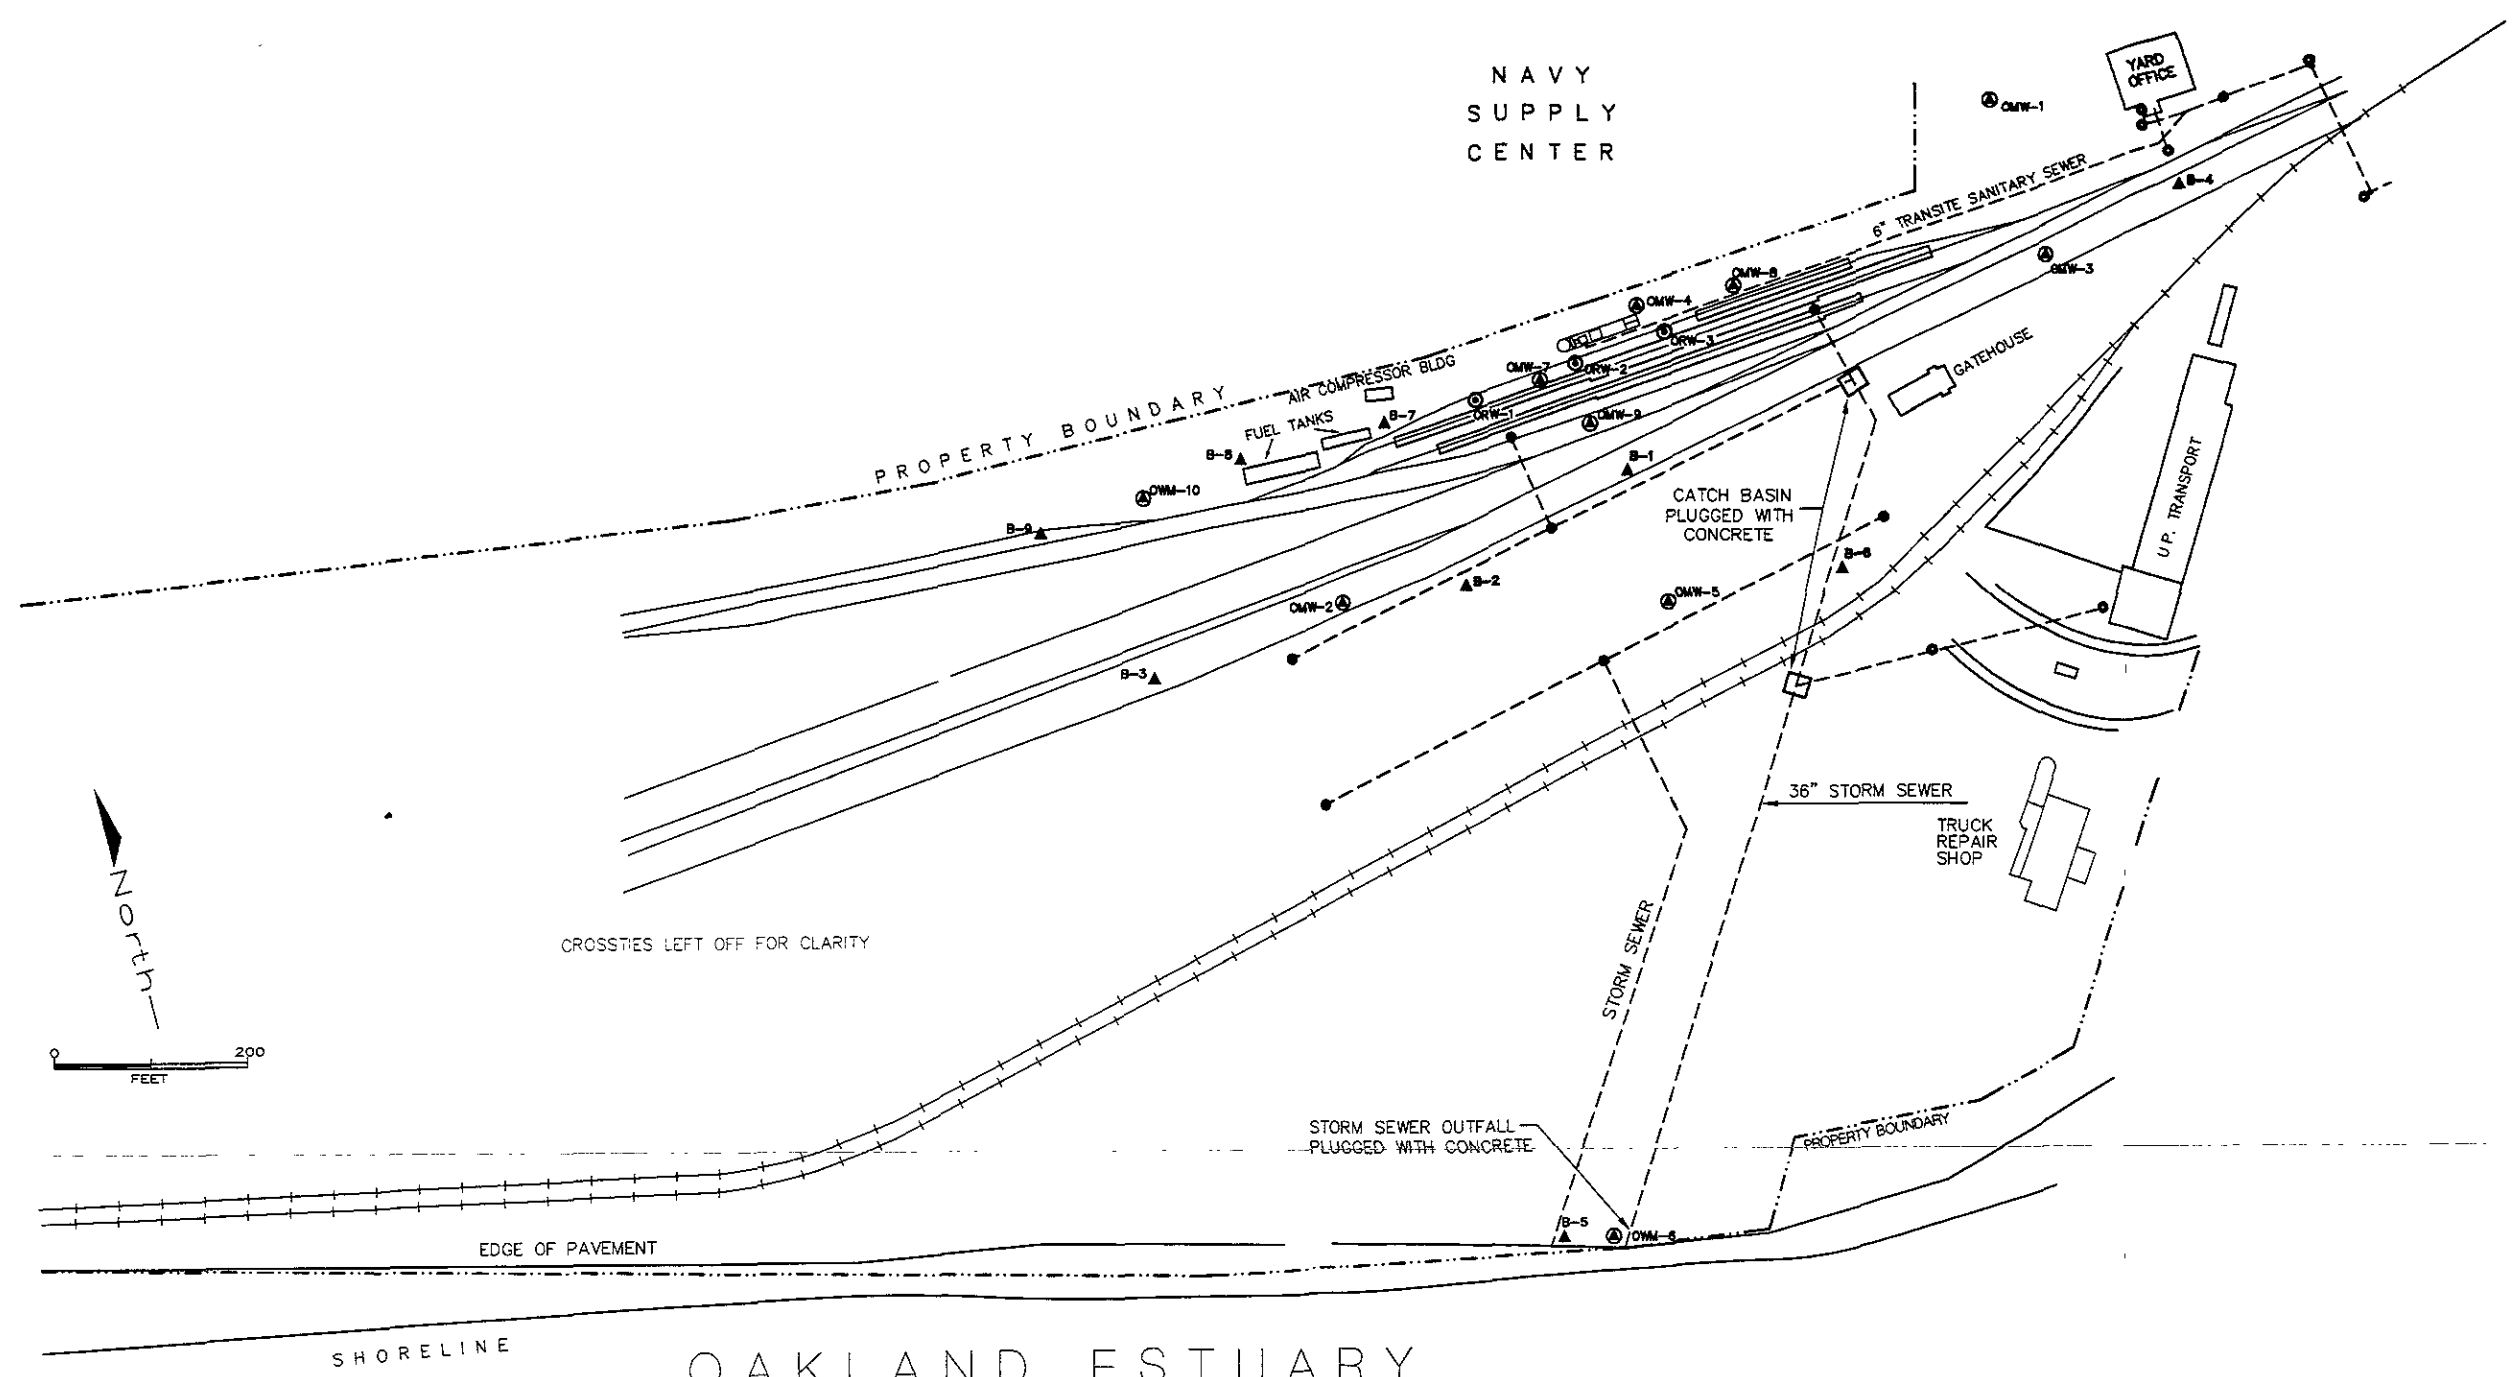 NAVY
SUPPLY
CENTER
YARD
OFFICE
OMW-1
6" TRANSITE SANITARY SEWER
B-4
OMW-3
OMW-8
OMW-4
ORW-3
OMW-7
ORW-2
GATEHOUSE
AIR COMPRESSOR BLDG
PROPERTY BOUNDARY
FUEL TANKS
B-7
ORW-1
OMW-9
B-8
B-1
OWM-10
B-9
CATCH BASIN
PLUGGED WITH
CONCRETE
U.P. TRANSPORT
B-6
B-2
OMW-2
OMW-5
B-3
36" STORM SEWER
TRUCK
REPAIR
SHOP
North
CROSSTIES LEFT OFF FOR CLARITY
STORM SEWER
0 200
FEET
STORM SEWER OUTFALL
PLUGGED WITH CONCRETE
PROPERTY BOUNDARY
B-5
OWM-6
EDGE OF PAVEMENT
SHORELINE
OAKLAND ESTUARY